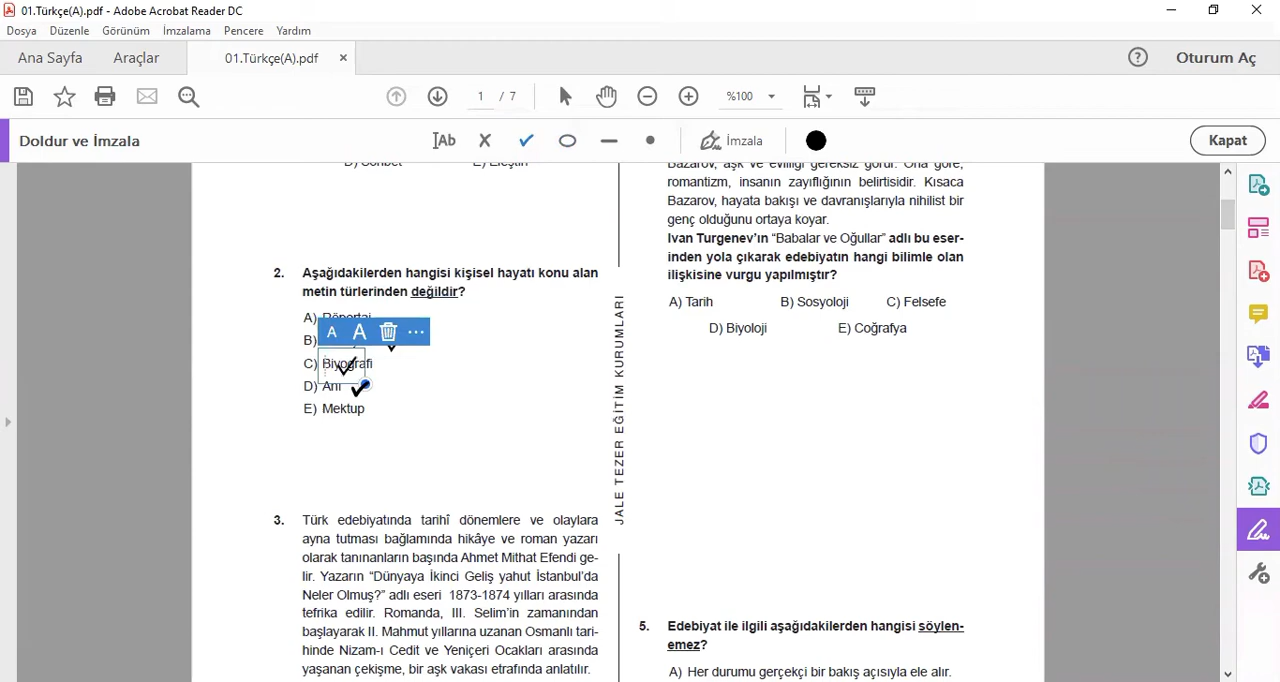 01.Türkçe(A).pdf - Adobe Acrobat Reader DC
Dosya Düzenle Görünüm İmzalama Pencere Yardım
Ana Sayfa Araçlar 01.Türkçe(A).pdf Oturum Aç
1 / 7 %100
Doldur ve İmzala İmzala Kapat
2. Aşağıdakilerden hangisi kişisel hayatı konu alan
metin türlerinden değildir?
A) Röportaj
B)
C) Biyografi
D) Anı
E) Mektup
3. Türk edebiyatında tarihî dönemlere ve olaylara
ayna tutması bağlamında hikâye ve roman yazarı
olarak tanınanların başında Ahmet Mithat Efendi ge-
lir. Yazarın “Dünyaya İkinci Geliş yahut İstanbul’da
Neler Olmuş?” adlı eseri 1873-1874 yılları arasında
tefrika edilir. Romanda, III. Selim’in zamanından
başlayarak II. Mahmut yıllarına uzanan Osmanlı tari-
hinde Nizam-ı Cedit ve Yeniçeri Ocakları arasında
yaşanan çekişme, bir aşk vakası etrafında anlatılır.
JALE TEZER EĞİTİM KURUMLARI
Bazarov, aşk ve evliliği gereksiz görür. Ona göre,
romantizm, insanın zayıflığının belirtisidir. Kısaca
Bazarov, hayata bakışı ve davranışlarıyla nihilist bir
genç olduğunu ortaya koyar.
Ivan Turgenev’ın “Babalar ve Oğullar” adlı bu eser-
inden yola çıkarak edebiyatın hangi bilimle olan
ilişkisine vurgu yapılmıştır?
A) Tarih B) Sosyoloji C) Felsefe
D) Biyoloji E) Coğrafya
5. Edebiyat ile ilgili aşağıdakilerden hangisi söylen-
emez?
A) Her durumu gerçekçi bir bakış açısıyla ele alır.